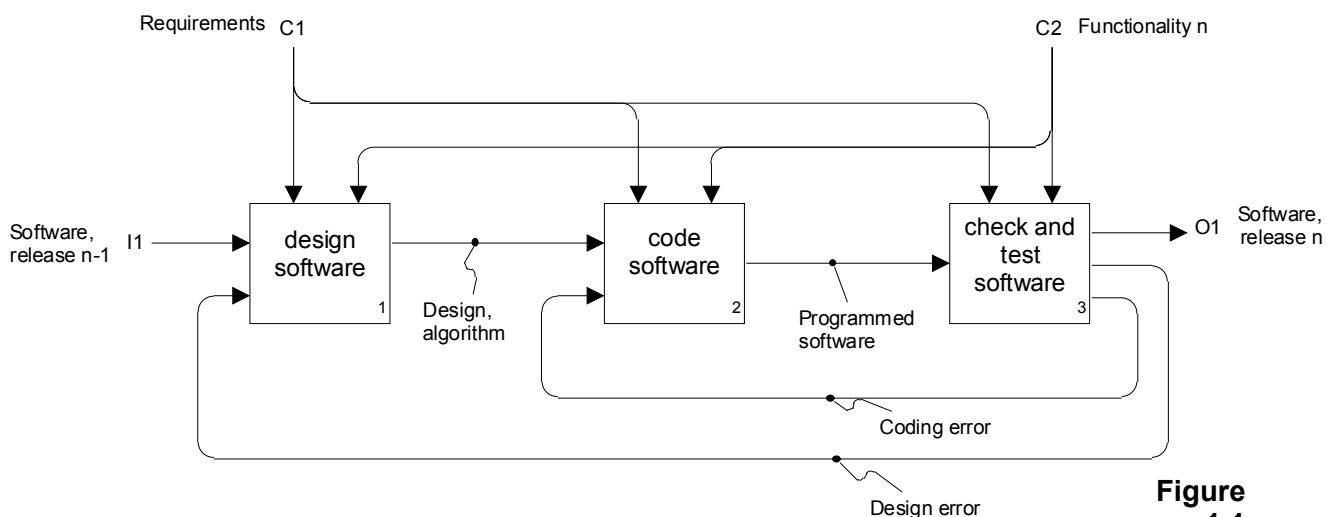 Requirements C1
C2 Functionality n
Software,
release n-1
I1
design
software
1
Design,
algorithm
code
software
2
Programmed
software
check and
test
software
3
O1
Software,
release n
Coding error
Design error
Figure